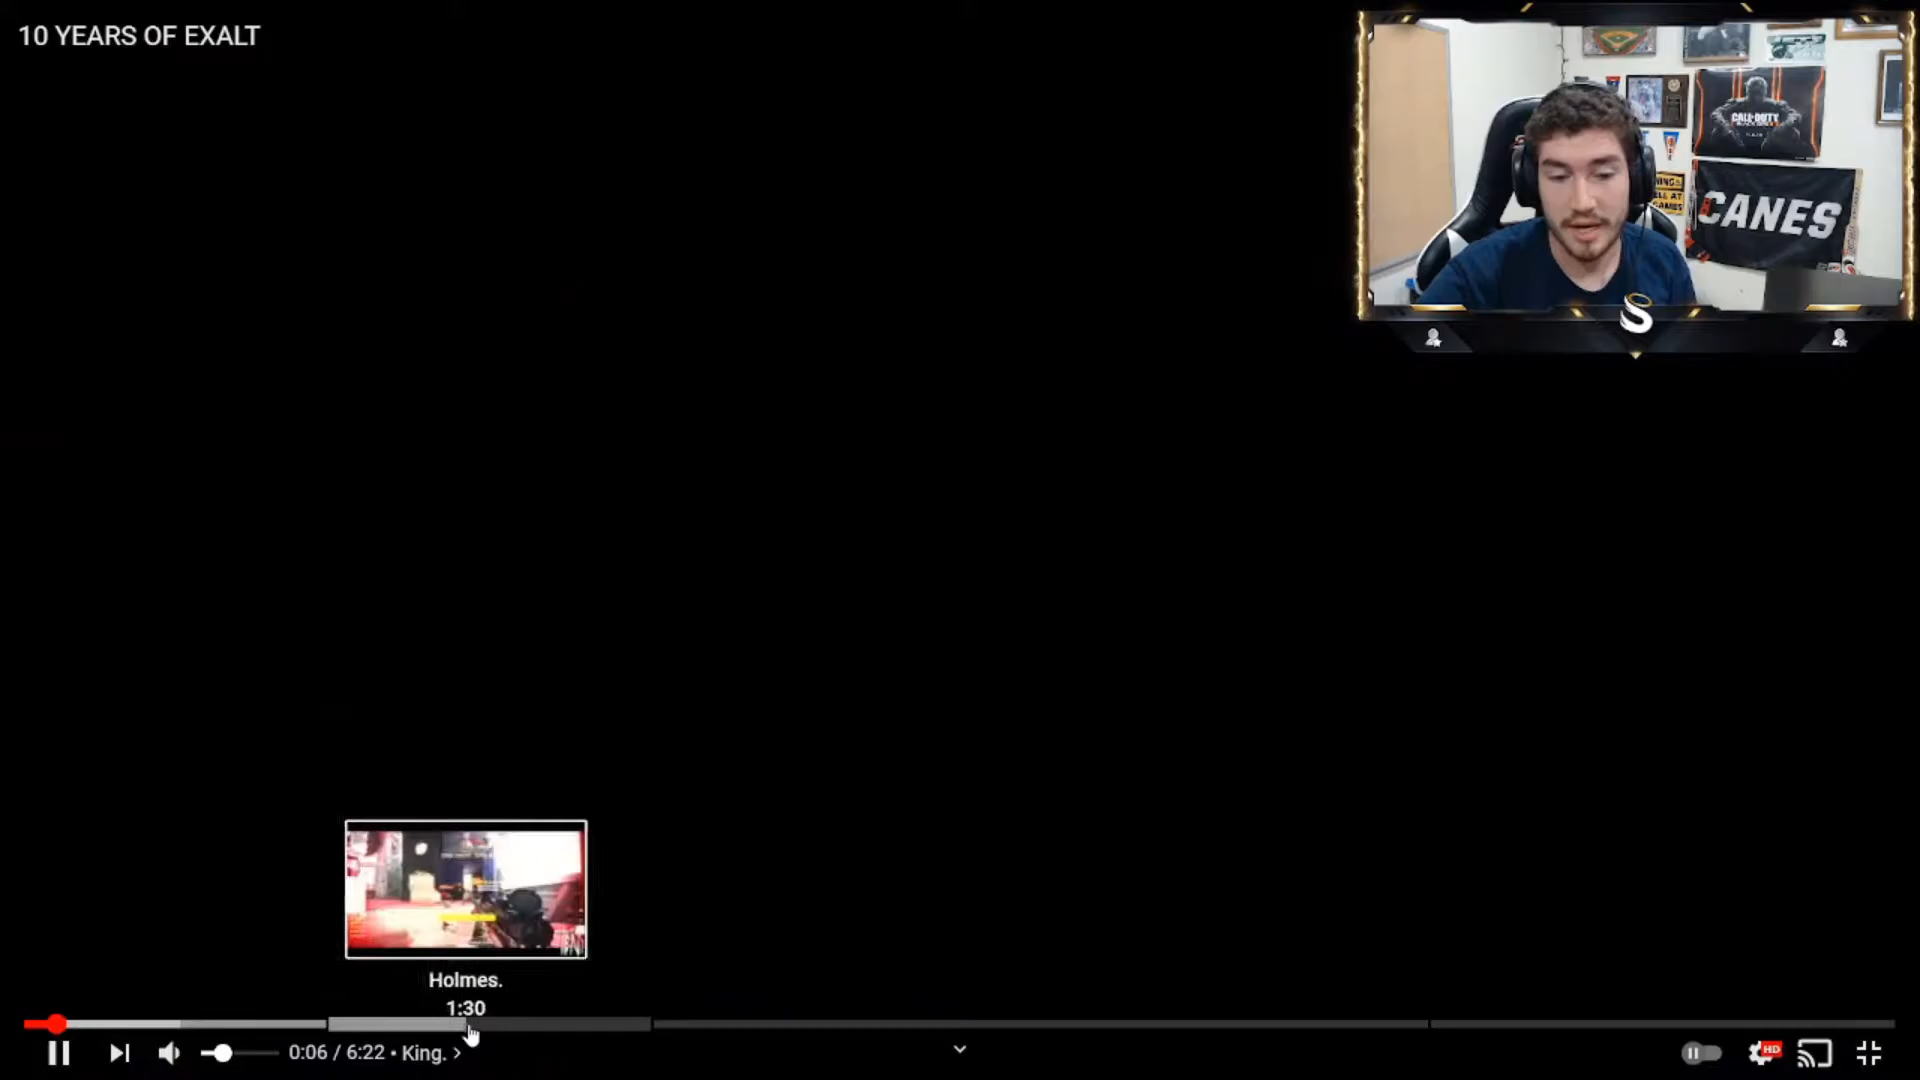 10 YEARS OF EXALT
CALL OF DUTY
CANES
Holmes.
1:30
0:06 / 6:22 • King.
HD